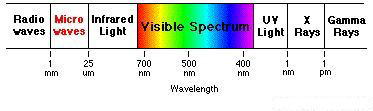 Radio waves
Micro waves
Infrared Light
Visible Spectrum
UV Light
X Rays
Gamma Rays
1 mm
25 um
700 nm
500 nm
400 nm
1 nm
1 pm
Wavelength